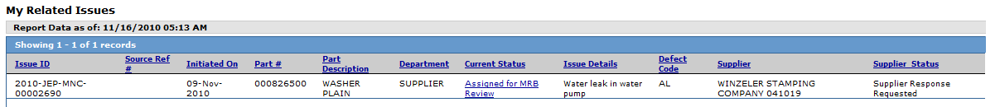 My Related Issues
Report Data as of: 11/16/2010 05:13 AM
Showing 1 - 1 of 1 records
Issue ID Source Ref # Initiated On Part # Part Description Department Current Status Issue Details Defect Code Supplier Supplier Status
2010-JEP-MNC- 09-Nov- 000826500 WASHER SUPPLIER Assigned for MRB Water leak in water AL WINZELER STAMPING Supplier Response
00002690 2010 PLAIN Review pump COMPANY 041019 Requested